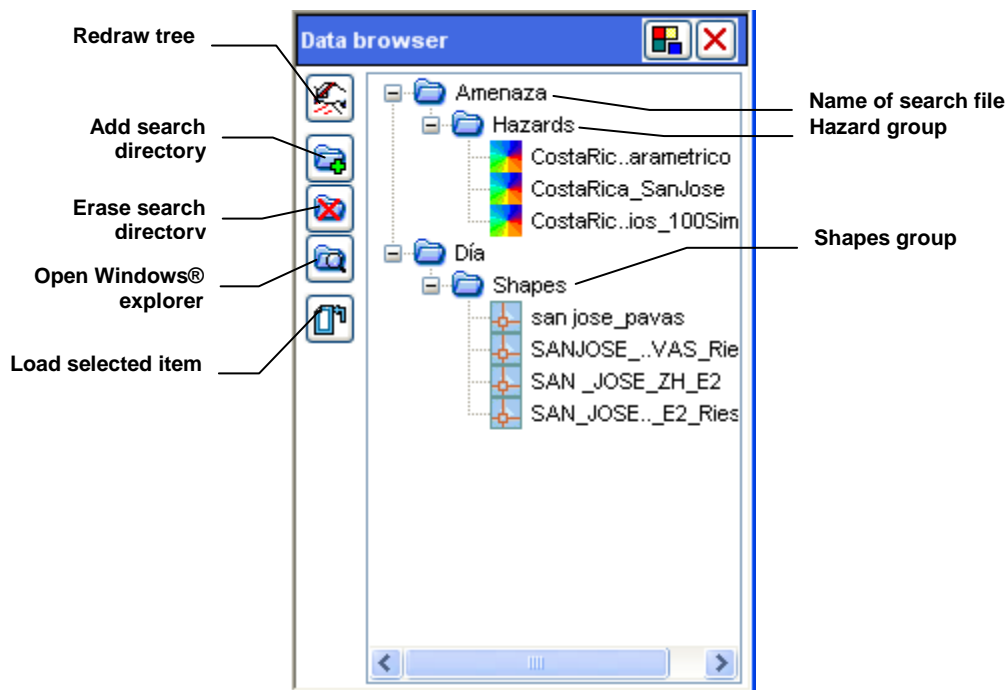 Redraw tree
Add search
directory
Erase search
directory
Open Windows®
explorer
Load selected item
Data browser
Amenaza
Hazards
CostaRic..arametrico
CostaRica_SanJose
CostaRic..ios_100Sim
Día
Shapes
san jose_pavas
SANJOSE_..VAS_Rie
SAN _JOSE_ZH_E2
SAN_JOSE.._E2_Ries
Name of search file
Hazard group
Shapes group